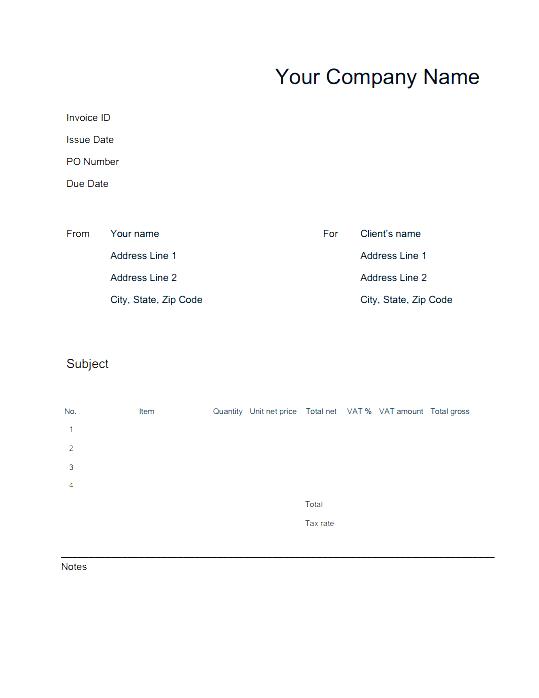 Your Company Name
Invoice ID
Issue Date
PO Number
Due Date
From Your name For Client's name
Address Line 1 Address Line 1
Address Line 2 Address Line 2
City, State, Zip Code City, State, Zip Code
Subject
No. Item Quantity Unit net price Total net VAT % VAT amount Total gross
1
2
3
4
Total
Tax rate
Notes